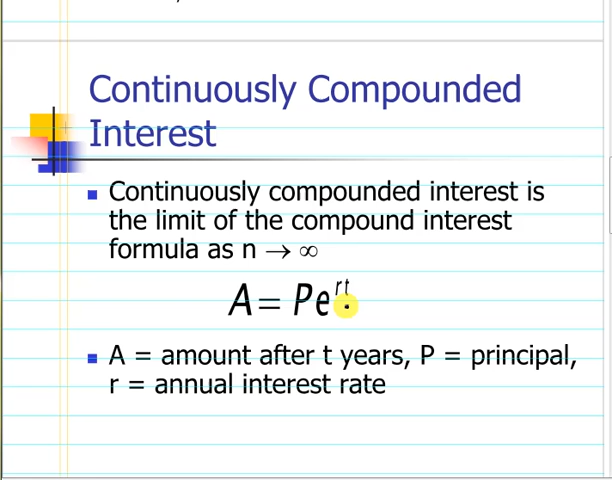 Continuously Compounded
Interest
Continuously compounded interest is
the limit of the compound interest
formula as n → ∞
A = Pe^{rt}
A = amount after t years, P = principal,
r = annual interest rate